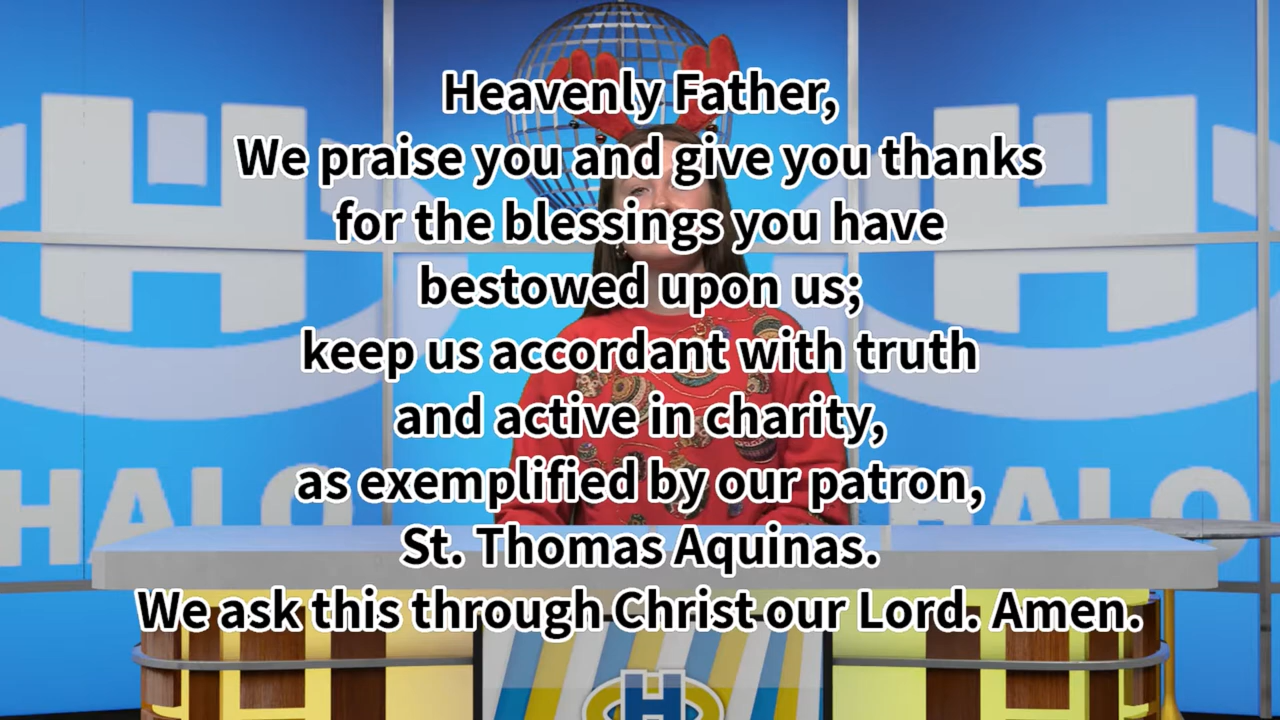 Heavenly Father,
We praise you and give you thanks
for the blessings you have
bestowed upon us;
keep us accordant with truth
and active in charity,
as exemplified by our patron,
St. Thomas Aquinas.
We ask this through Christ our Lord. Amen.
H
H
HALO
HALO
H